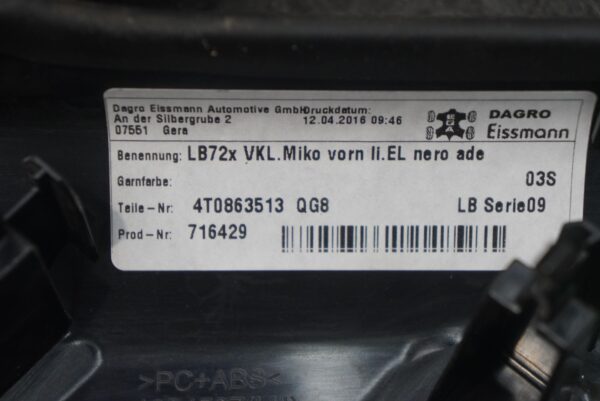 Dagro Eissmann Automotive GmbH Druckdatum:
An der Silbergrube 2 12.04.2016 09:46
07551 Gera
DAGRO
Eissmann
Benennung: LB72x VKL.Miko vorn li.EL nero ade
Garnfarbe: 03S
Teile-Nr: 4T0863513 QG8 LB Serie09
Prod-Nr: 716429
>PC+ABS<